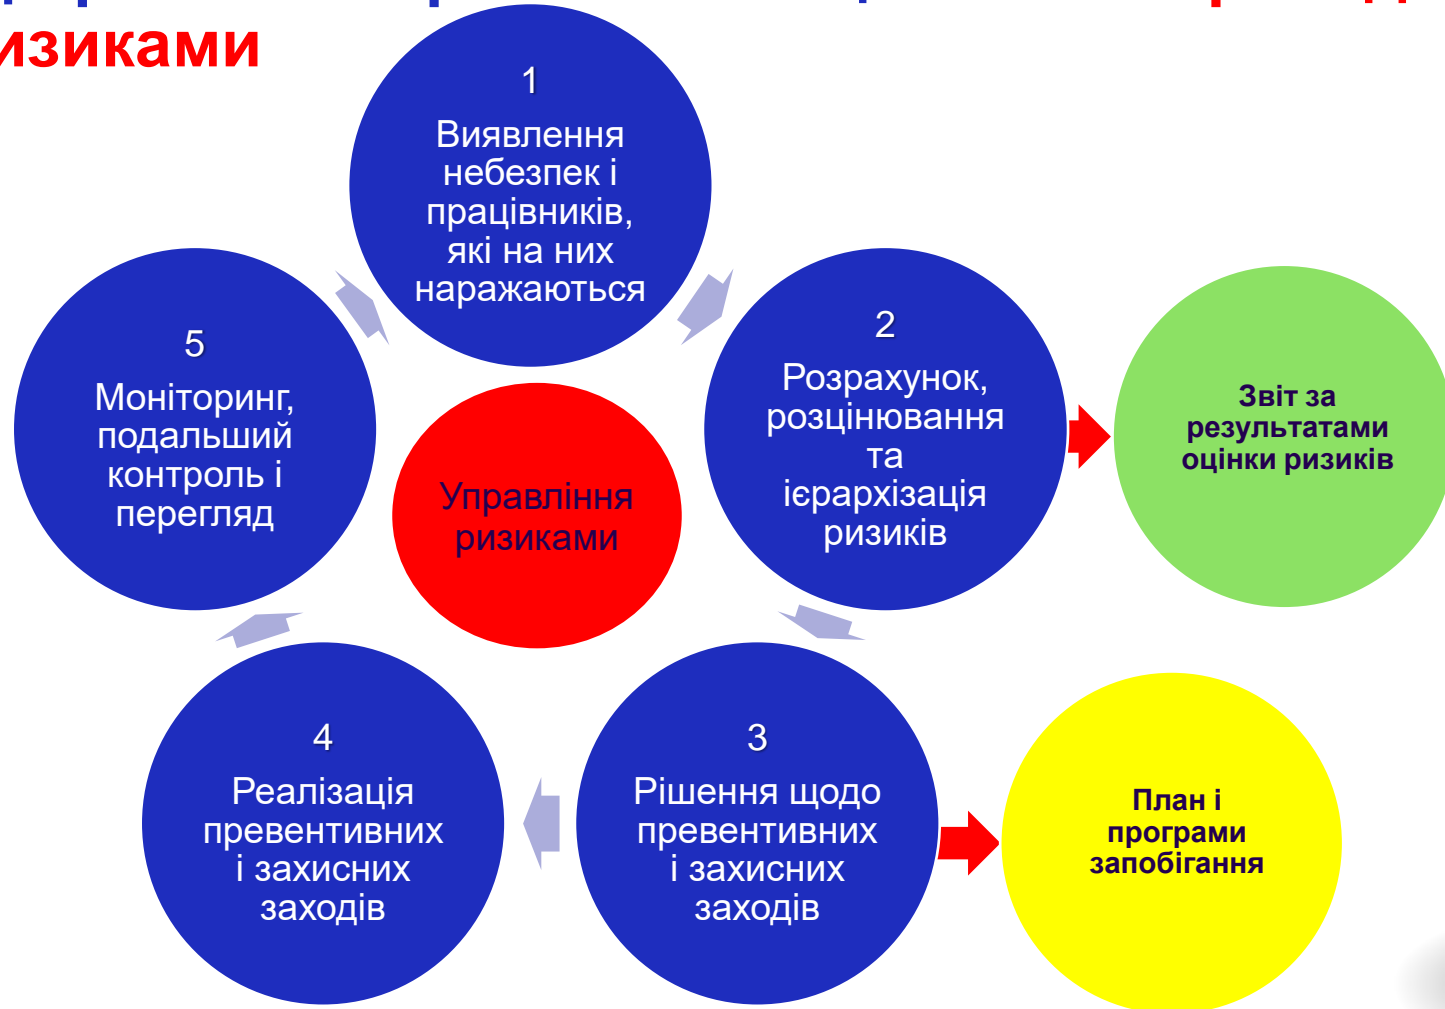 ризиками
1
Виявлення
небезпек і
працівників,
які на них
наражаються
2
Розрахунок,
розцінювання
та
ієрархізація
ризиків
Звіт за
результатами
оцінки ризиків
3
Рішення щодо
превентивних
і захисних
заходів
План і
програми
запобігання
4
Реалізація
превентивних
і захисних
заходів
5
Моніторинг,
подальший
контроль і
перегляд
Управління
ризиками